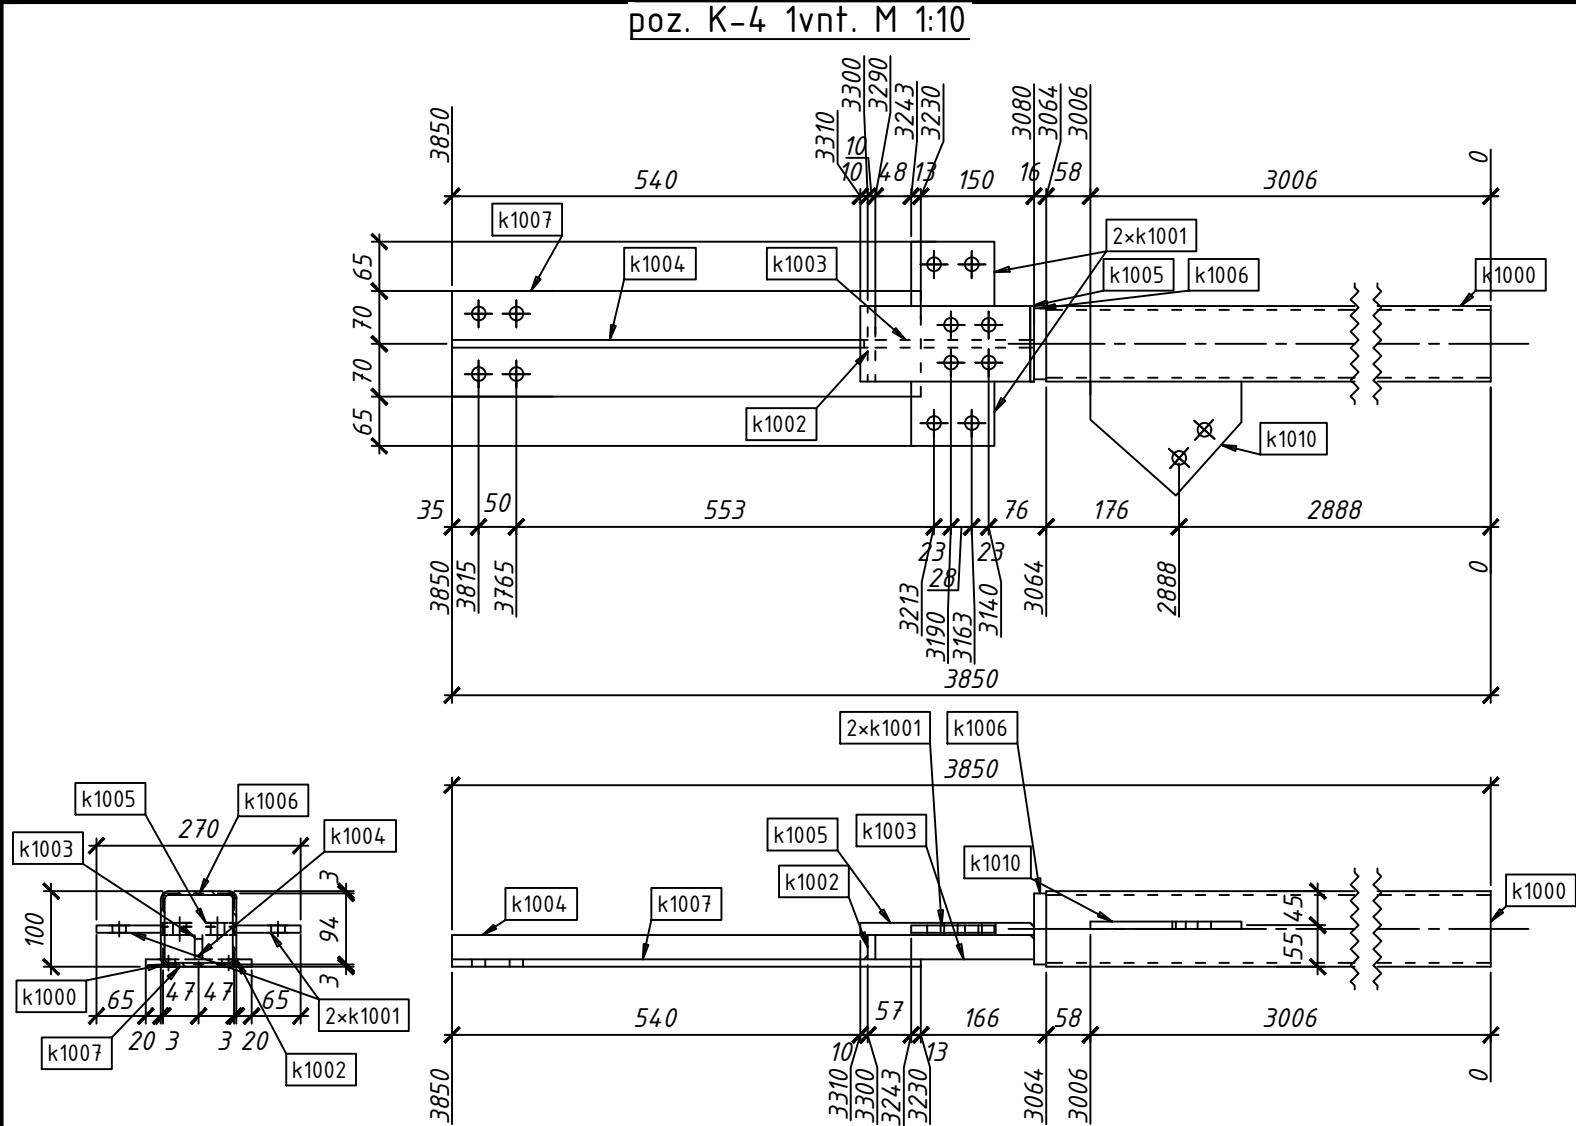 poz. K-4 1vnt. M 1:10
3850
3310
3300
3290
3243
3230
3080
3064
3006
0
540
10
10
48
13
150
16
58
3006
k1007
k1004
k1003
2×k1001
k1005
k1006
k1000
65
70
70
65
k1002
k1010
35
50
553
23
28
23
76
176
2888
3850
3815
3765
3213
3190
3163
3140
3064
2888
0
3850
2×k1001
k1006
3850
k1005
k1006
270
k1003
k1004
100
3
94
3
k1000
65
47
47
65
2×k1001
k1007
20
3
3
20
k1002
k1005
k1003
k1002
k1010
k1004
k1007
k1000
45
55
540
10
57
13
166
58
3006
3850
3310
3300
3243
3230
3064
3006
0